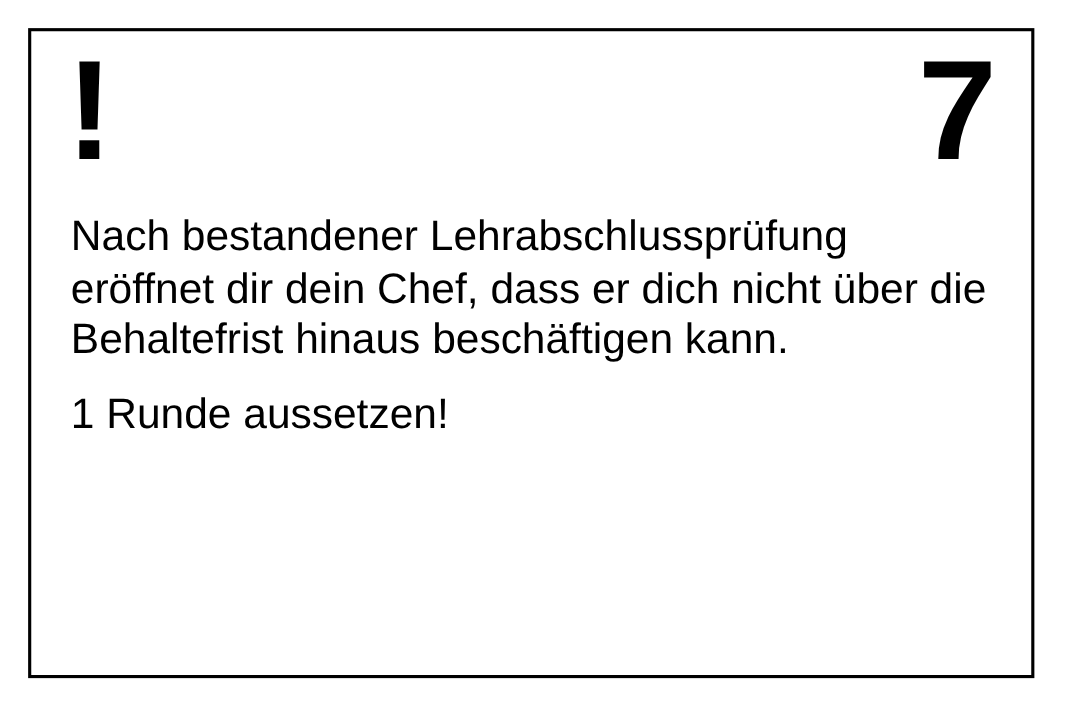 ! 7
Nach bestandener Lehrabschlussprüfung
eröffnet dir dein Chef, dass er dich nicht über die
Behaltefrist hinaus beschäftigen kann.
1 Runde aussetzen!